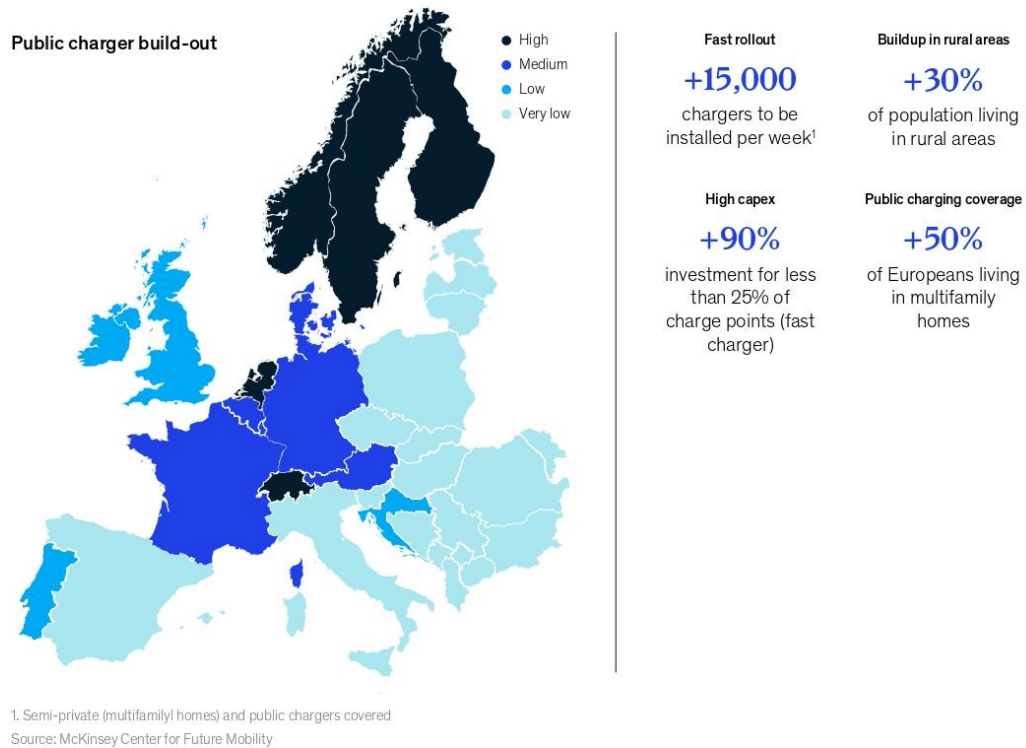 Public charger build-out
High
Medium
Low
Very low
Fast rollout
+15,000
chargers to be
installed per week¹
Buildup in rural areas
+30%
of population living
in rural areas
High capex
+90%
investment for less
than 25% of
charge points (fast
charger)
Public charging coverage
+50%
of Europeans living
in multifamily
homes
1. Semi-private (multifamilyl homes) and public chargers covered
Source: McKinsey Center for Future Mobility